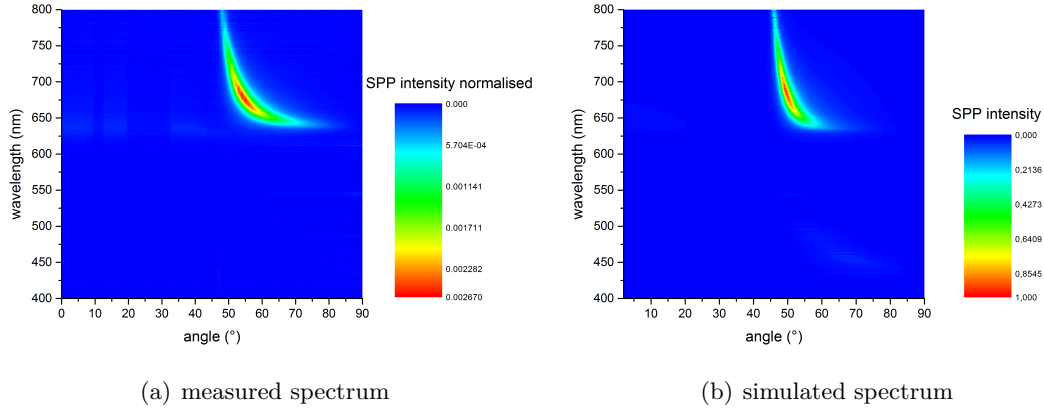 800
750
700
650
600
550
500
450
400
wavelength (nm)
0 10 20 30 40 50 60 70 80 90
angle (°)
SPP intensity normalised
0.000
5.704E-04
0.001141
0.001711
0.002282
0.002670
(a) measured spectrum
800
750
700
650
600
550
500
450
400
wavelength (nm)
10 20 30 40 50 60 70 80 90
angle (°)
SPP intensity
0,000
0,2136
0,4273
0,6409
0,8545
1,000
(b) simulated spectrum